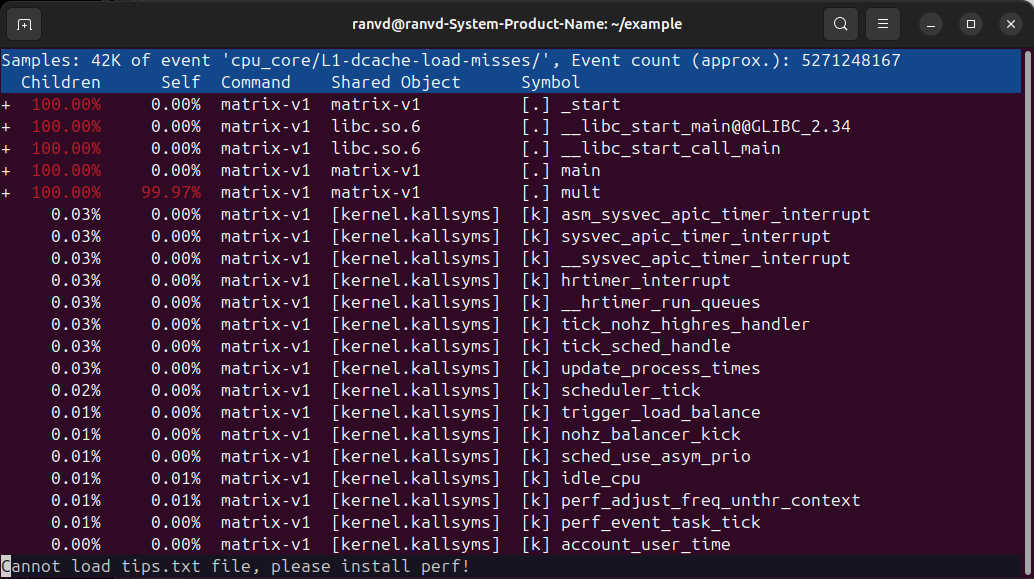 ranvd@ranvd-System-Product-Name: ~/example
Samples: 42K of event 'cpu_core/L1-dcache-load-misses/', Event count (approx.): 5271248167
  Children      Self  Command    Shared Object      Symbol
+  100.00%     0.00%  matrix-v1  matrix-v1          [.] _start
+  100.00%     0.00%  matrix-v1  libc.so.6          [.] __libc_start_main@@GLIBC_2.34
+  100.00%     0.00%  matrix-v1  libc.so.6          [.] __libc_start_call_main
+  100.00%     0.00%  matrix-v1  matrix-v1          [.] main
+  100.00%    99.97%  matrix-v1  matrix-v1          [.] mult
     0.03%     0.00%  matrix-v1  [kernel.kallsyms]  [k] asm_sysvec_apic_timer_interrupt
     0.03%     0.00%  matrix-v1  [kernel.kallsyms]  [k] sysvec_apic_timer_interrupt
     0.03%     0.00%  matrix-v1  [kernel.kallsyms]  [k] __sysvec_apic_timer_interrupt
     0.03%     0.00%  matrix-v1  [kernel.kallsyms]  [k] hrtimer_interrupt
     0.03%     0.00%  matrix-v1  [kernel.kallsyms]  [k] __hrtimer_run_queues
     0.03%     0.00%  matrix-v1  [kernel.kallsyms]  [k] tick_nohz_highres_handler
     0.03%     0.00%  matrix-v1  [kernel.kallsyms]  [k] tick_sched_handle
     0.03%     0.00%  matrix-v1  [kernel.kallsyms]  [k] update_process_times
     0.02%     0.00%  matrix-v1  [kernel.kallsyms]  [k] scheduler_tick
     0.01%     0.00%  matrix-v1  [kernel.kallsyms]  [k] trigger_load_balance
     0.01%     0.00%  matrix-v1  [kernel.kallsyms]  [k] nohz_balancer_kick
     0.01%     0.00%  matrix-v1  [kernel.kallsyms]  [k] sched_use_asym_prio
     0.01%     0.01%  matrix-v1  [kernel.kallsyms]  [k] idle_cpu
     0.01%     0.01%  matrix-v1  [kernel.kallsyms]  [k] perf_adjust_freq_unthr_context
     0.01%     0.00%  matrix-v1  [kernel.kallsyms]  [k] perf_event_task_tick
     0.00%     0.00%  matrix-v1  [kernel.kallsyms]  [k] account_user_time
Cannot load tips.txt file, please install perf!